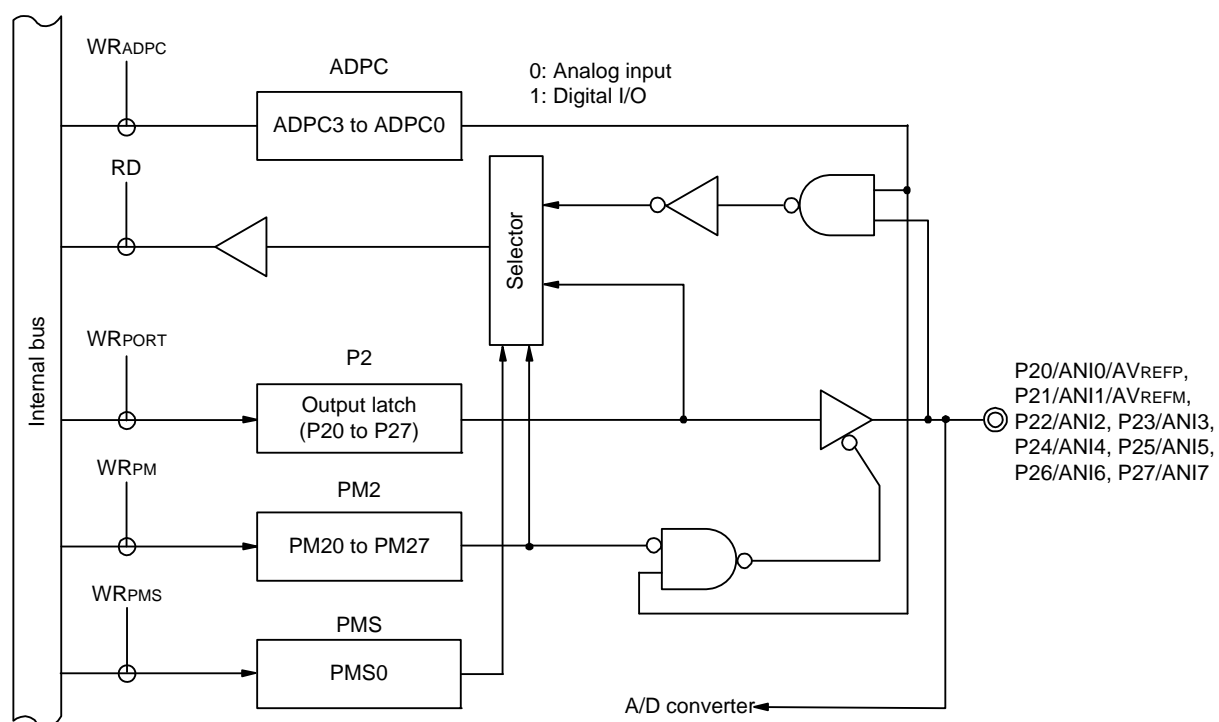 WRADPC
ADPC
0: Analog input
1: Digital I/O
ADPC3 to ADPC0
RD
Selector
Internal bus
WRPORT
P2
Output latch
(P20 to P27)
P20/ANI0/AVREFP,
P21/ANI1/AVREFM,
P22/ANI2, P23/ANI3,
P24/ANI4, P25/ANI5,
P26/ANI6, P27/ANI7
WRPM
PM2
PM20 to PM27
WRPMS
PMS
PMS0
A/D converter